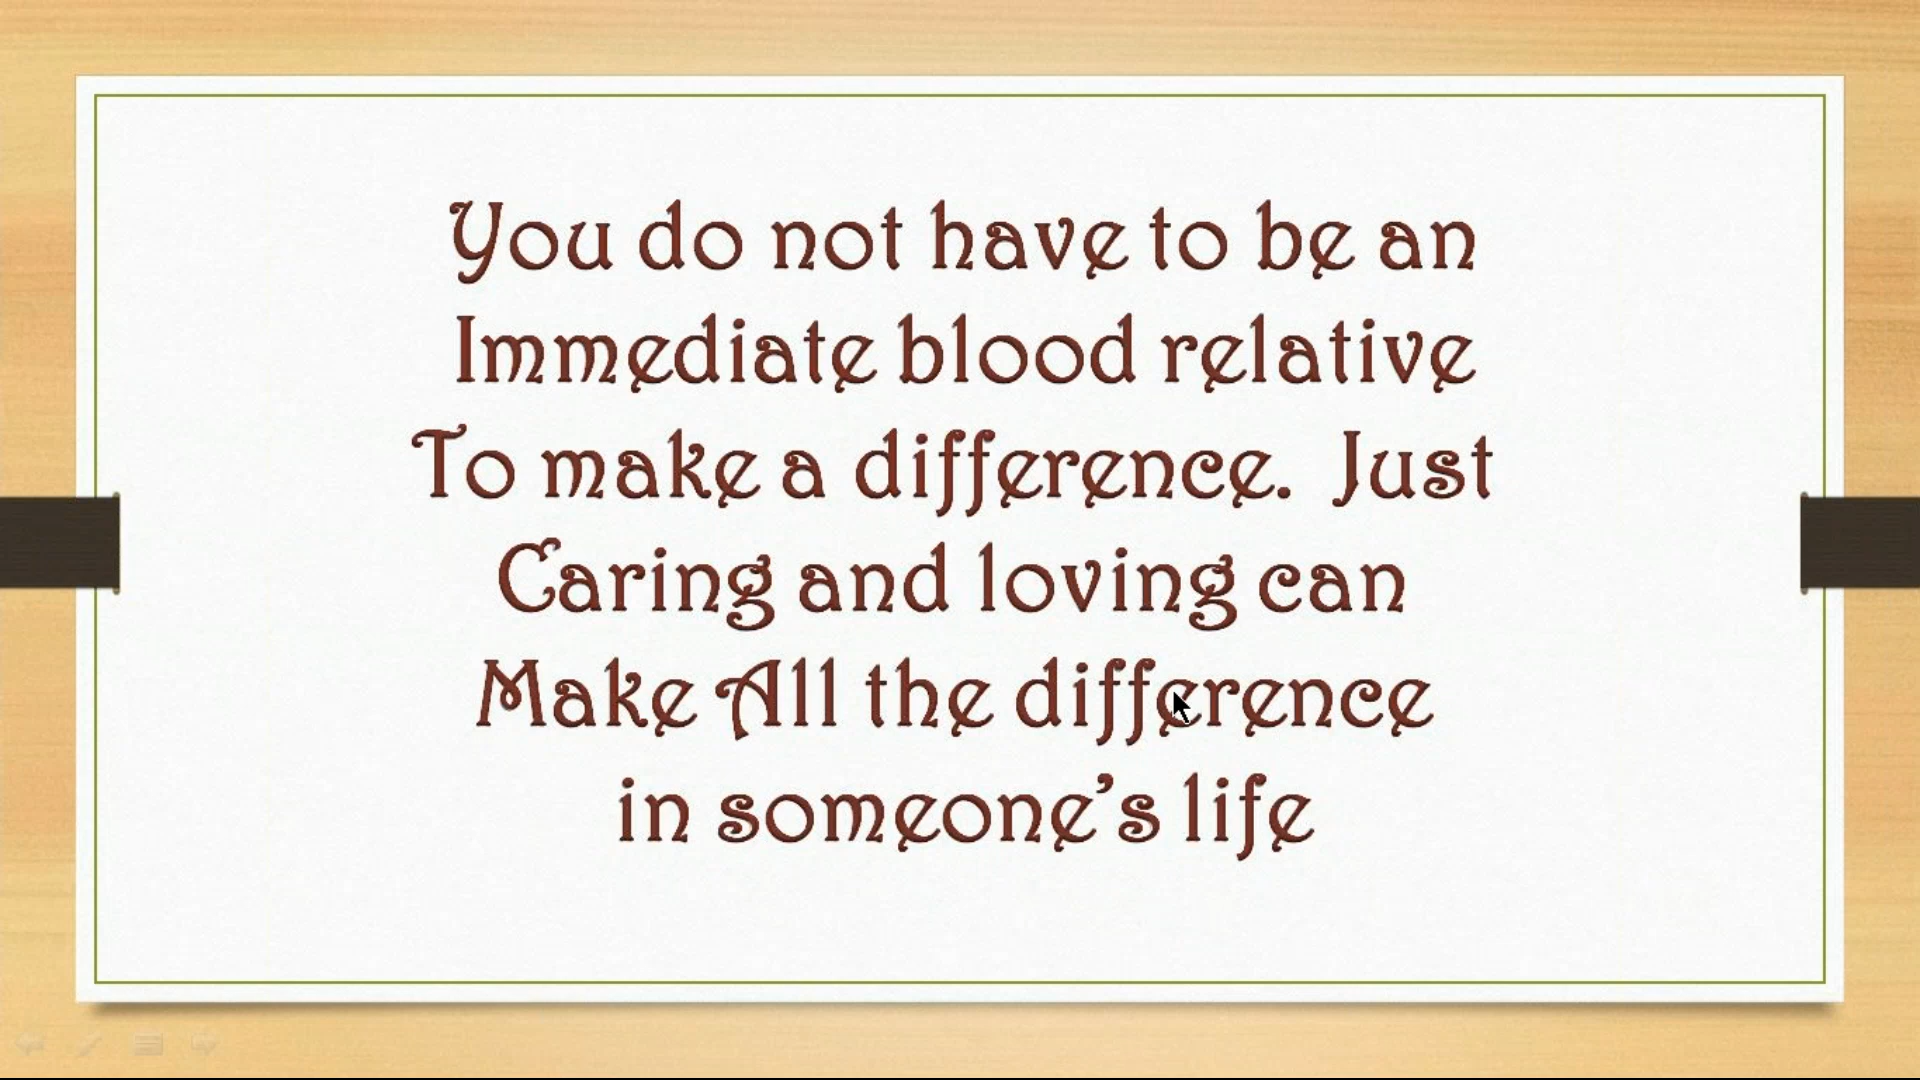 You do not have to be an
Immediate blood relative
To make a difference.  Just
Caring and loving can
Make All the difference
in someone’s life